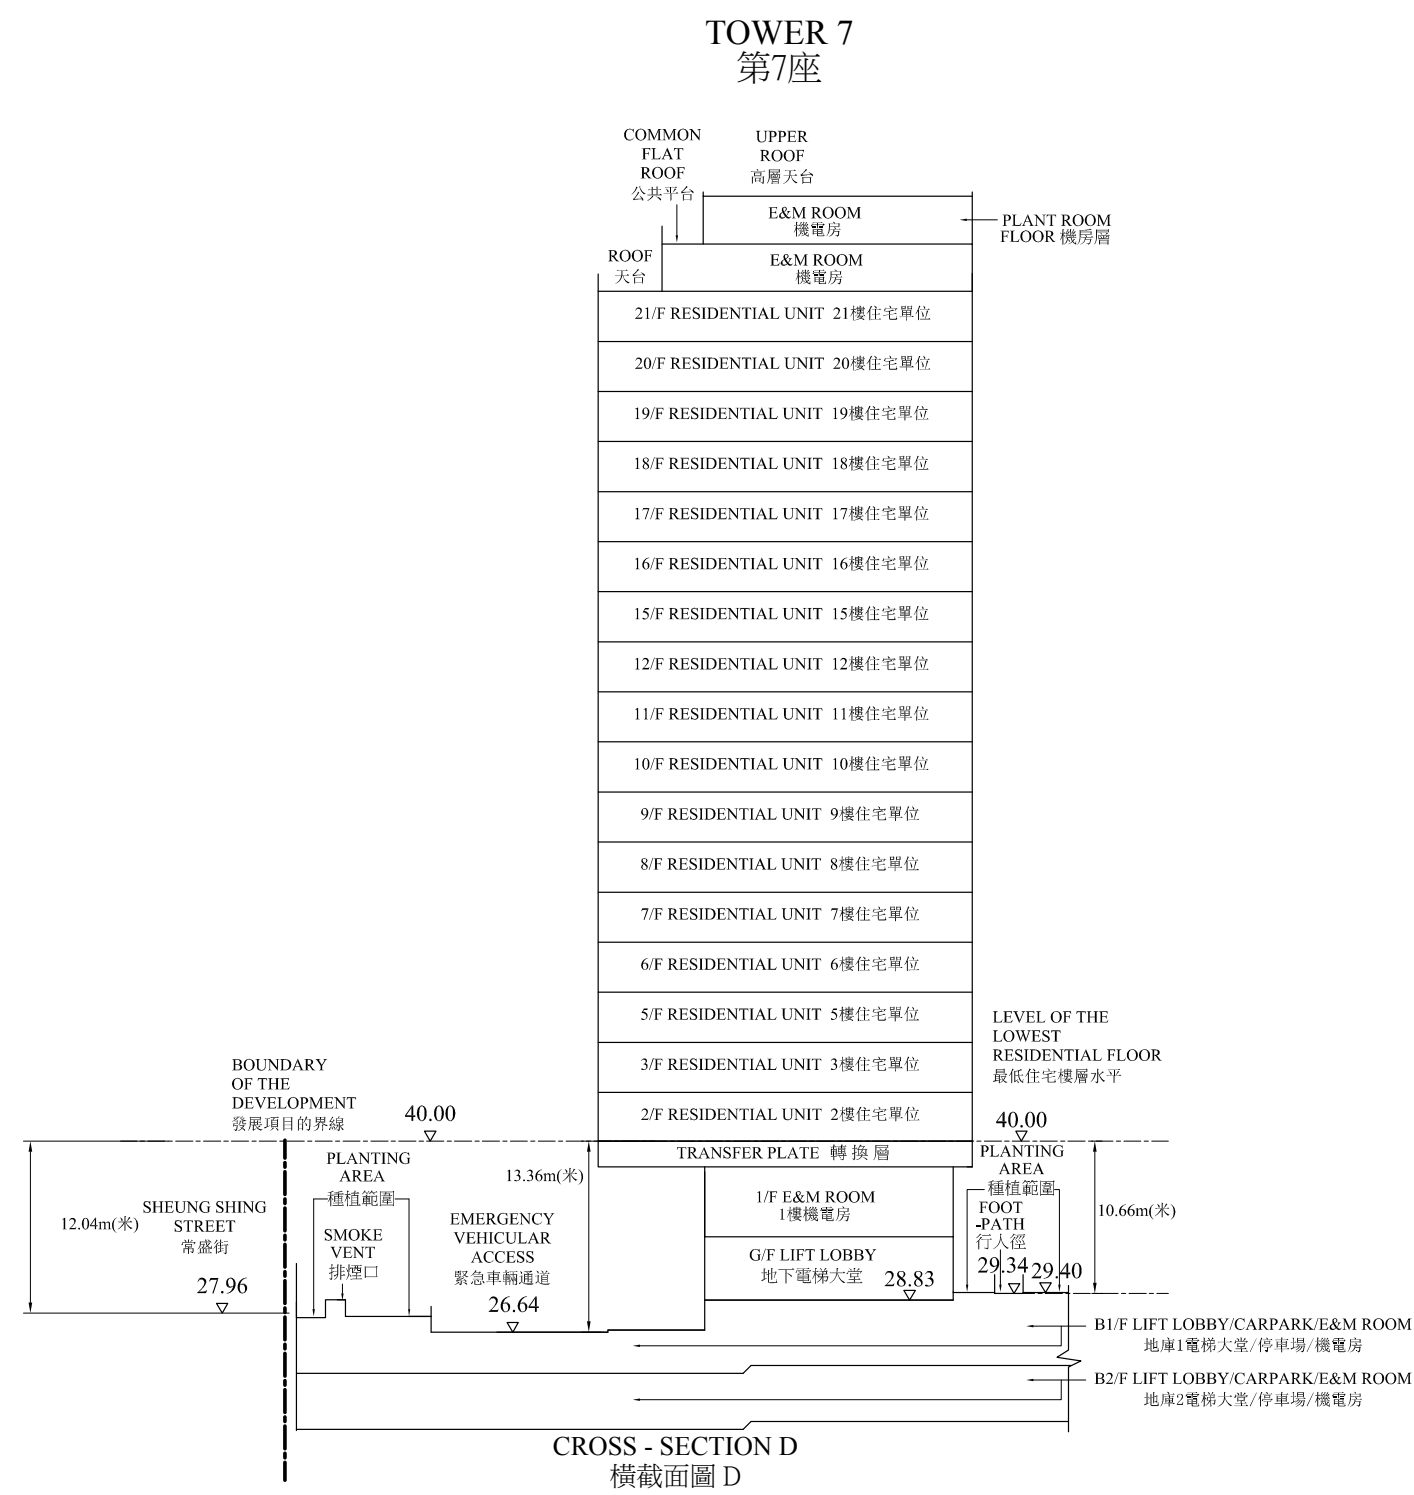 TOWER 7
第7座
COMMON
FLAT
ROOF
公共平台
UPPER
ROOF
高層天台
E&M ROOM
機電房
PLANT ROOM
FLOOR 機房層
ROOF
天台
E&M ROOM
機電房
21/F RESIDENTIAL UNIT 21樓住宅單位
20/F RESIDENTIAL UNIT 20樓住宅單位
19/F RESIDENTIAL UNIT 19樓住宅單位
18/F RESIDENTIAL UNIT 18樓住宅單位
17/F RESIDENTIAL UNIT 17樓住宅單位
16/F RESIDENTIAL UNIT 16樓住宅單位
15/F RESIDENTIAL UNIT 15樓住宅單位
12/F RESIDENTIAL UNIT 12樓住宅單位
11/F RESIDENTIAL UNIT 11樓住宅單位
10/F RESIDENTIAL UNIT 10樓住宅單位
9/F RESIDENTIAL UNIT 9樓住宅單位
8/F RESIDENTIAL UNIT 8樓住宅單位
7/F RESIDENTIAL UNIT 7樓住宅單位
6/F RESIDENTIAL UNIT 6樓住宅單位
5/F RESIDENTIAL UNIT 5樓住宅單位
3/F RESIDENTIAL UNIT 3樓住宅單位
2/F RESIDENTIAL UNIT 2樓住宅單位
LEVEL OF THE
LOWEST
RESIDENTIAL FLOOR
最低住宅樓層水平
BOUNDARY
OF THE
DEVELOPMENT
發展項目的界線
40.00
40.00
TRANSFER PLATE 轉換層
12.04m(米)
SHEUNG SHING
STREET
常盛街
27.96
PLANTING
AREA
種植範圍
SMOKE
VENT
排煙口
EMERGENCY
VEHICULAR
ACCESS
緊急車輛通道
26.64
13.36m(米)
1/F E&M ROOM
1樓機電房
G/F LIFT LOBBY
地下電梯大堂
28.83
PLANTING
AREA
種植範圍
FOOT
-PATH
行人徑
29.34
29.40
10.66m(米)
B1/F LIFT LOBBY/CARPARK/E&M ROOM
地庫1電梯大堂/停車場/機電房
B2/F LIFT LOBBY/CARPARK/E&M ROOM
地庫2電梯大堂/停車場/機電房
CROSS - SECTION D
橫截面圖 D